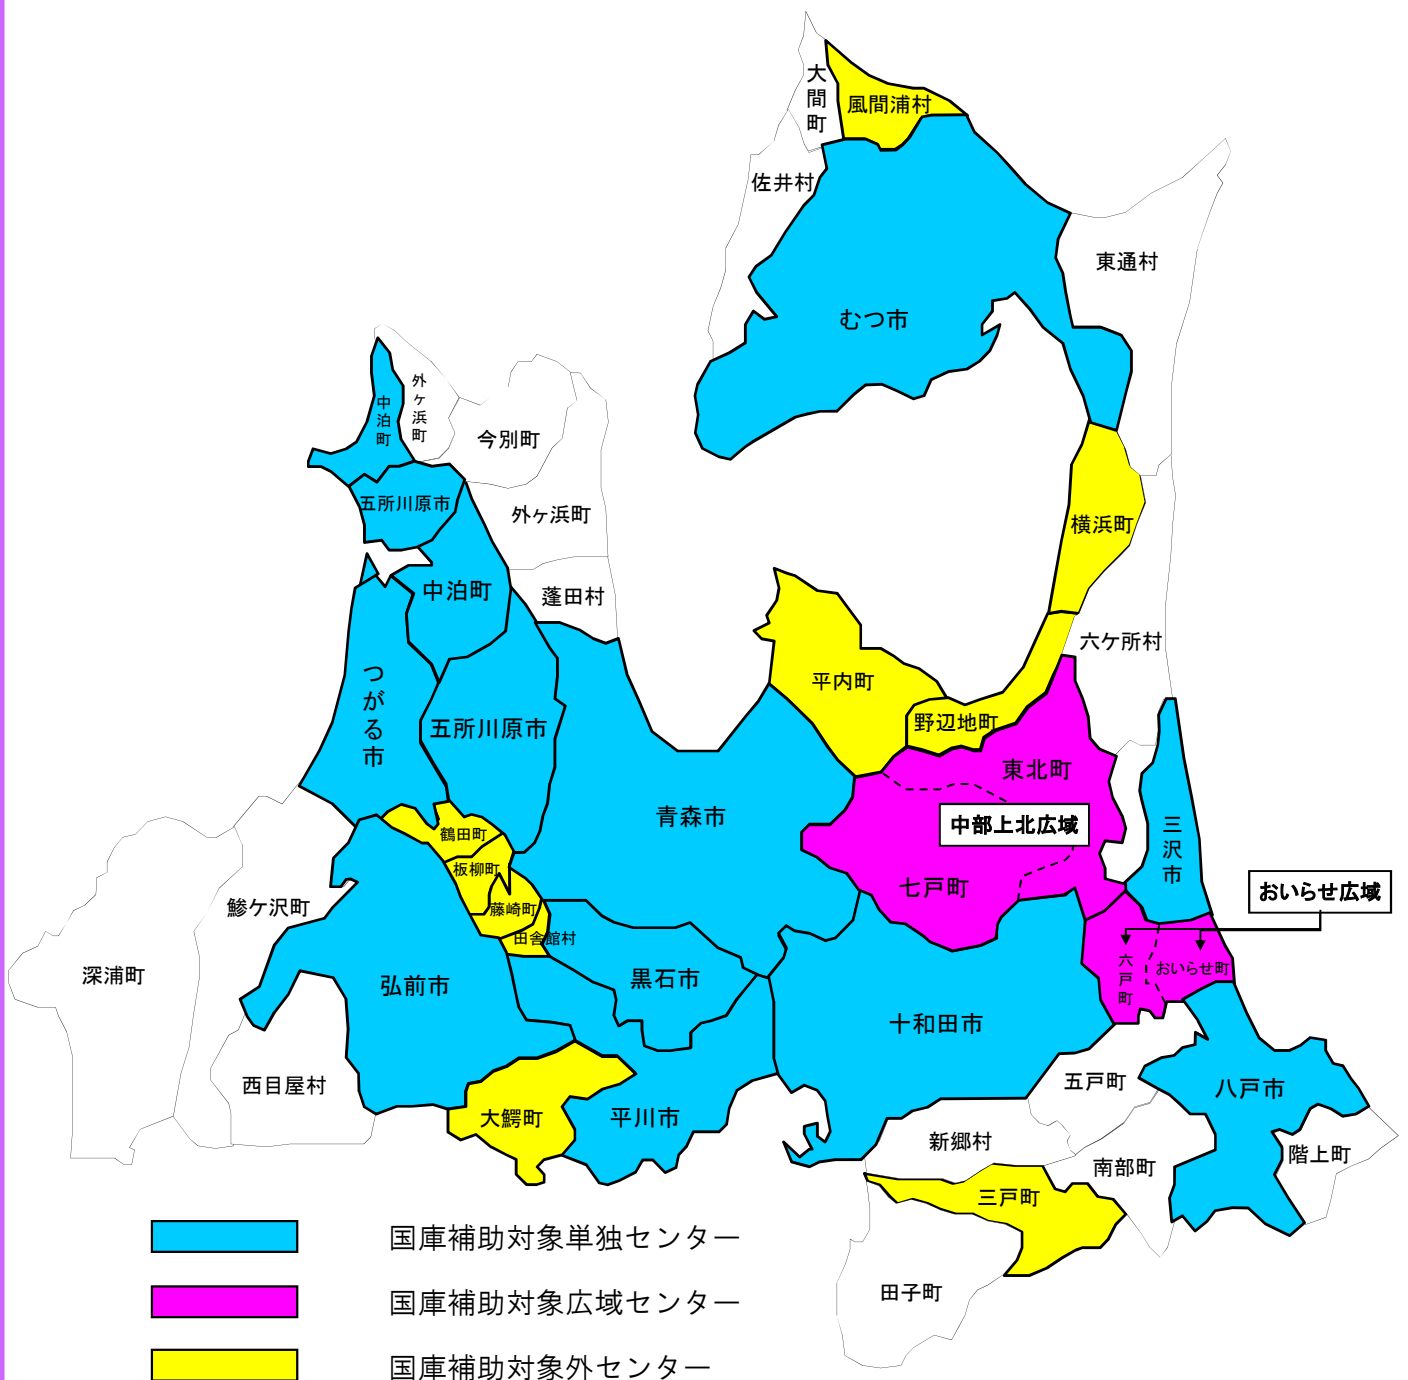 大間町
風間浦村
佐井村
東通村
むつ市
中泊町
外ヶ浜町
今別町
五所川原市
外ヶ浜町
横浜町
中泊町
蓬田村
六ケ所村
つがる市
平内町
五所川原市
野辺地町
東北町
青森市
中部上北広域
鶴田町
三沢市
板柳町
七戸町
おいらせ広域
鰺ケ沢町
藤崎町
田舎館村
六戸町
おいらせ町
深浦町
弘前市
黒石市
十和田市
西目屋村
五戸町
八戸市
大鰐町
平川市
新郷村
階上町
南部町
三戸町
田子町
国庫補助対象単独センター
国庫補助対象広域センター
国庫補助対象外センター